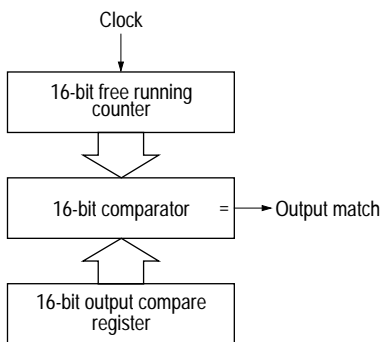 Clock
16-bit free running
counter
16-bit comparator = Output match
16-bit output compare
register